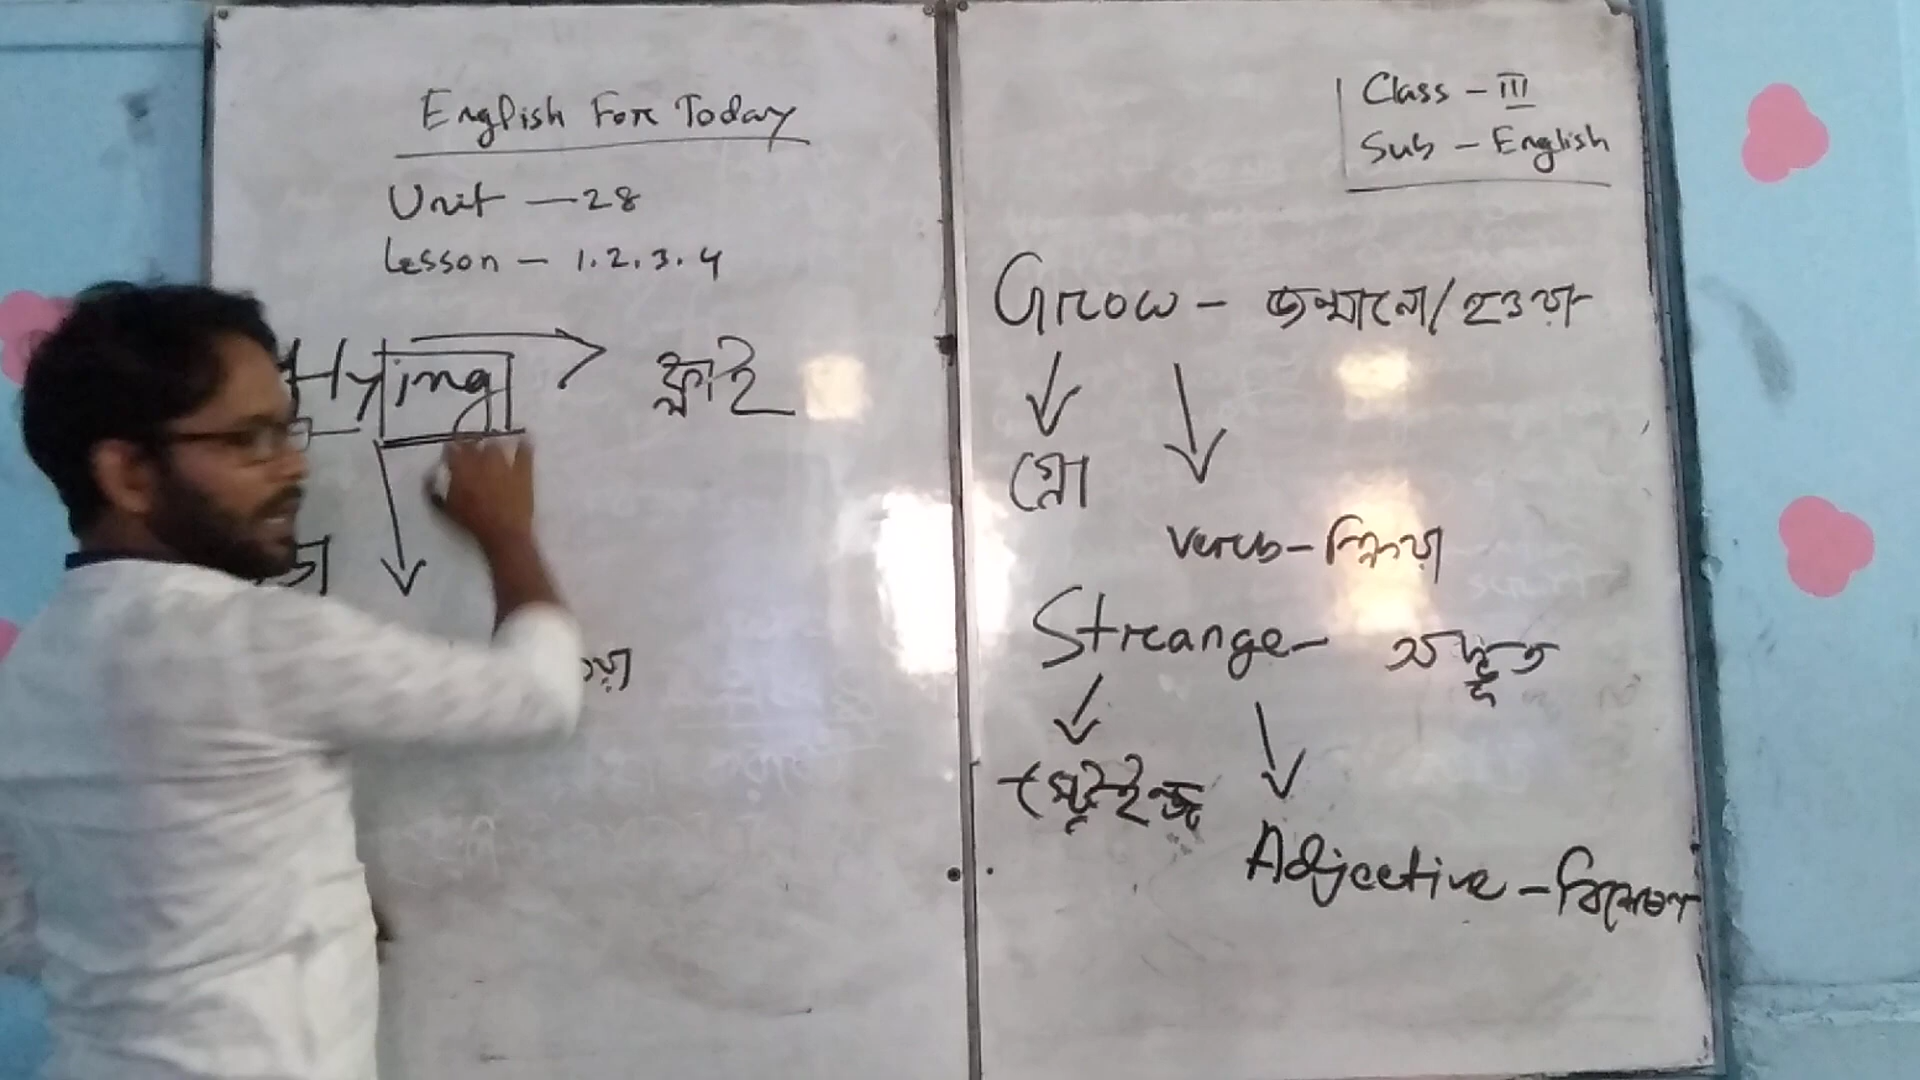 English For Today
Unit - 28
Lesson - 1.2.3.4
Flying → ফ্লাই
Class - III
Sub - English
Grow - জন্মানো/হওয়া
গ্রো
verb - ক্রিয়া
Strange - অদ্ভুত
স্ট্রেইঞ্জ
Adjective - বিশেষণ